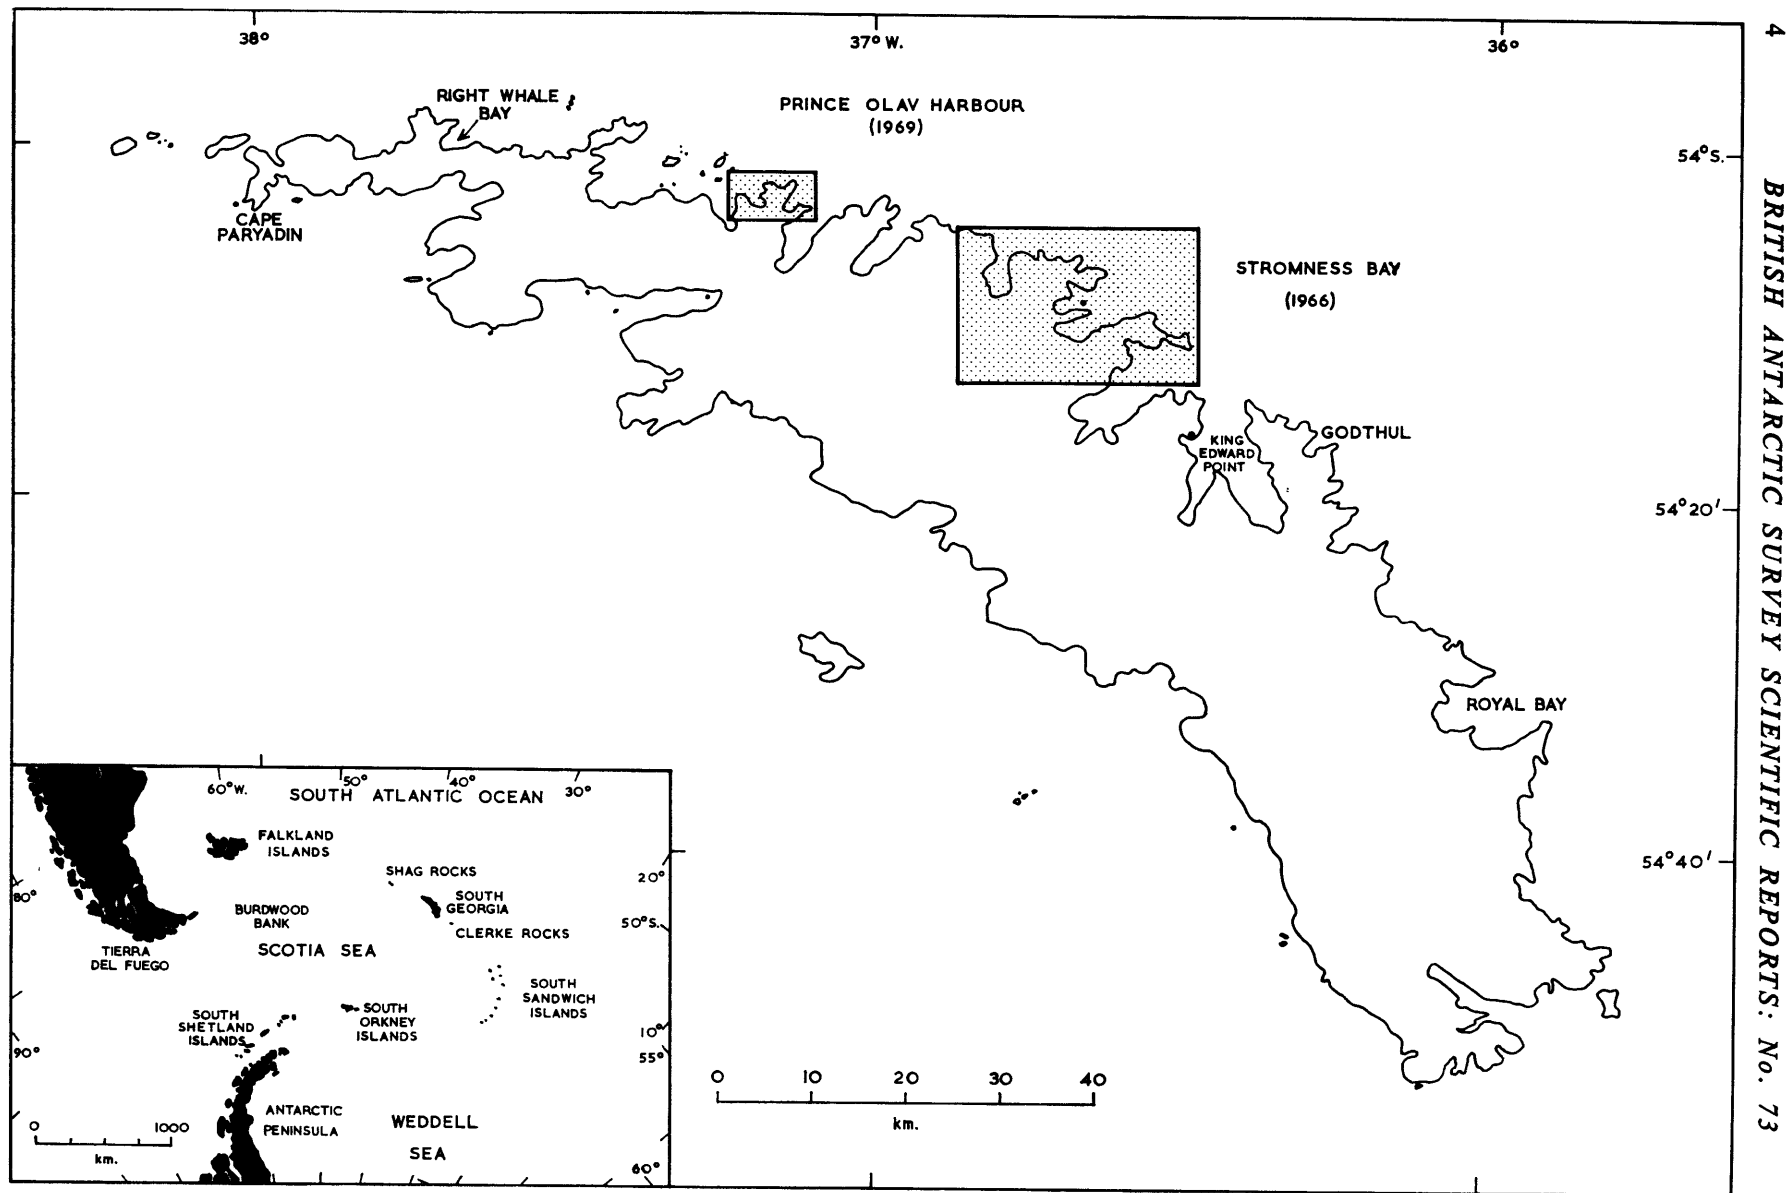 4
BRITISH ANTARCTIC SURVEY SCIENTIFIC REPORTS: No. 73
38°
37° W.
36°
RIGHT WHALE
BAY
PRINCE OLAV HARBOUR
(1969)
54° S.
CAPE
PARYADIN
STROMNESS BAY
(1966)
GODTHUL
KING
EDWARD
POINT
54° 20'
ROYAL BAY
54° 40'
60° W.
50°
40°
30°
SOUTH ATLANTIC OCEAN
FALKLAND
ISLANDS
SHAG ROCKS
20°
80°
SOUTH
GEORGIA
BURDWOOD
BANK
50° S.
CLERKE ROCKS
SCOTIA SEA
TIERRA
DEL FUEGO
SOUTH
SANDWICH
ISLANDS
SOUTH
ORKNEY
ISLANDS
SOUTH
SHETLAND
ISLANDS
10°
90°
55°
ANTARCTIC
PENINSULA
WEDDELL
SEA
0 1000
km.
60°
0 10 20 30 40
km.